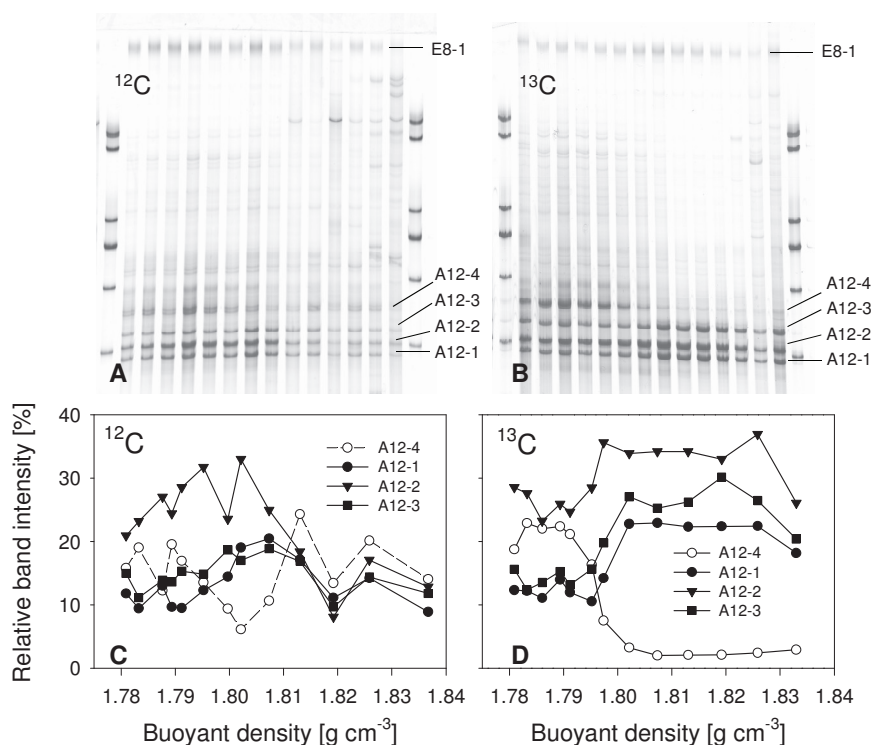 E8-1
12C
A12-4
A12-3
A12-2
A12-1
A
E8-1
13C
A12-4
A12-3
A12-2
A12-1
B
Relative band intensity [%]
40
30
20
10
0
12C
A12-4
A12-1
A12-2
A12-3
C
1.78 1.79 1.80 1.81 1.82 1.83 1.84
Buoyant density [g cm-3]
13C
A12-4
A12-1
A12-2
A12-3
D
1.78 1.79 1.80 1.81 1.82 1.83 1.84
Buoyant density [g cm-3]